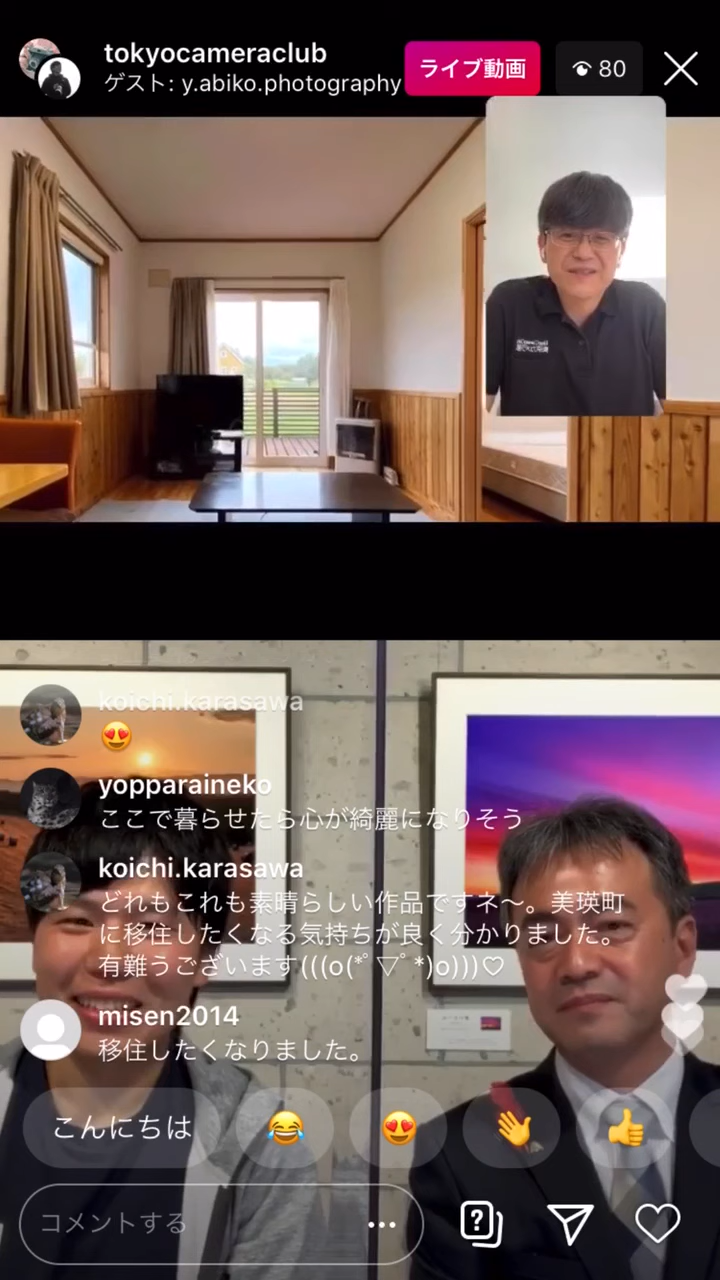 tokyocameraclub
ゲスト: y.abiko.photography
ライブ動画
80
koichi.karasawa
😍
yopparaineko
ここで暮らせたら心が綺麗になりそう
koichi.karasawa
どれもこれも素晴らしい作品ですネ〜。美瑛町
に移住したくなる気持ちが良く分かりました。
有難うございます(((o(*ﾟ▽ﾟ*)o)))♡
misen2014
移住したくなりました。
こんにちは 😂 😍 👋 👍
コメントする